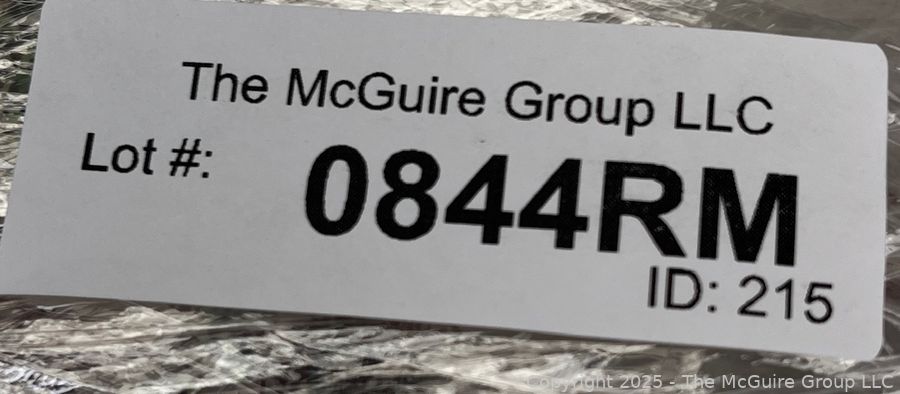 The McGuire Group LLC
Lot #: 0844RM
ID: 215
Copyright 2025 - The McGuire Group LLC